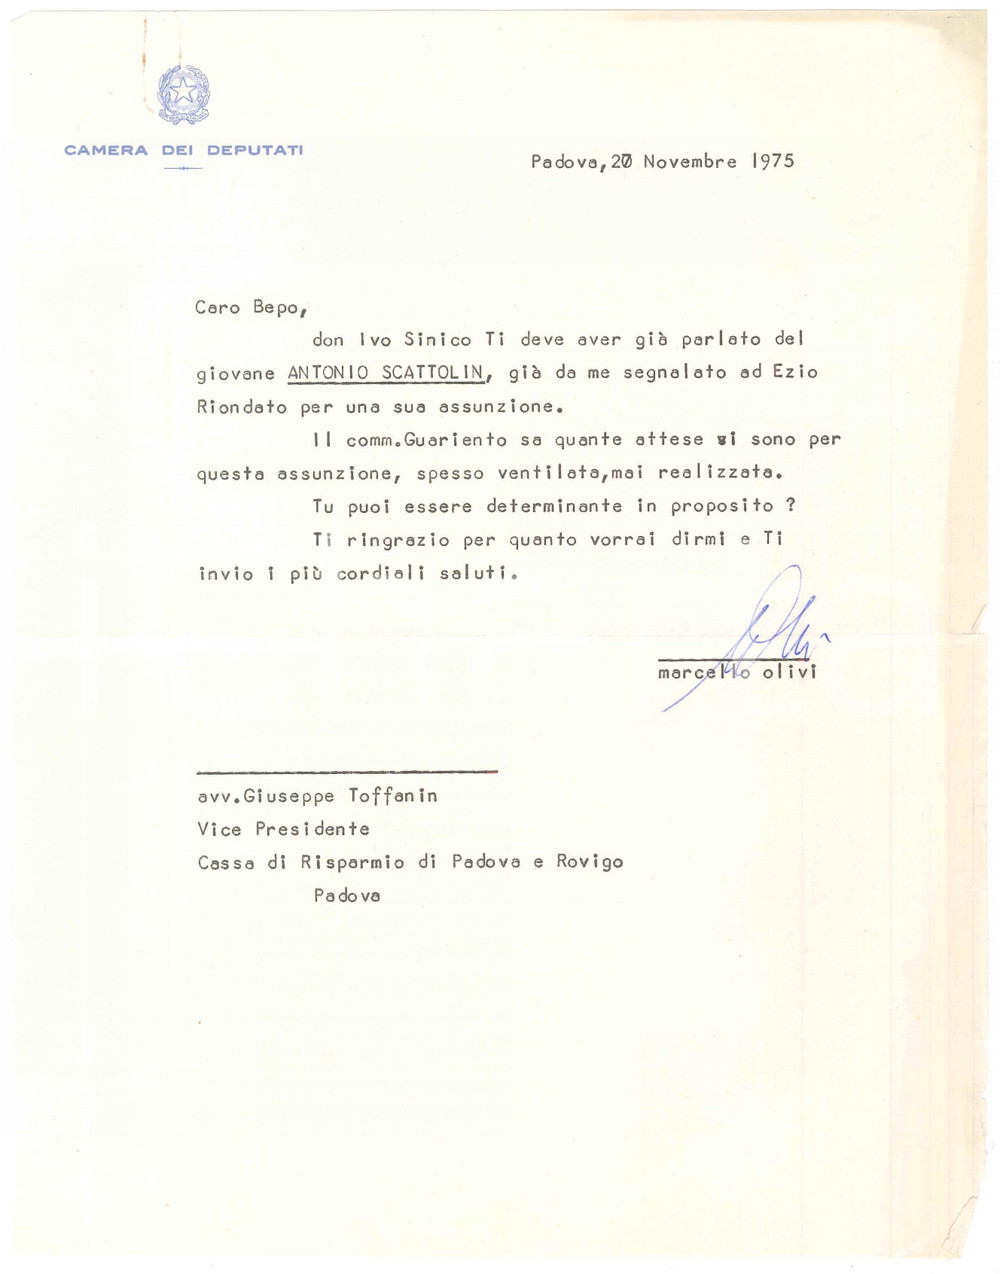 CAMERA DEI DEPUTATI
Padova,20 Novembre 1975
Caro Bepo,
don Ivo Sinico Ti deve aver già parlato del
giovane ANTONIO SCATTOLIN, già da me segnalato ad Ezio
Riondato per una sua assunzione.
Il comm.Guariento sa quante attese vi sono per
questa assunzione, spesso ventilata,mai realizzata.
Tu puoi essere determinante in proposito ?
Ti ringrazio per quanto vorrai dirmi e Ti
invio i più cordiali saluti.
marcello olivi
avv.Giuseppe Toffanin
Vice Presidente
Cassa di Risparmio di Padova e Rovigo
Padova